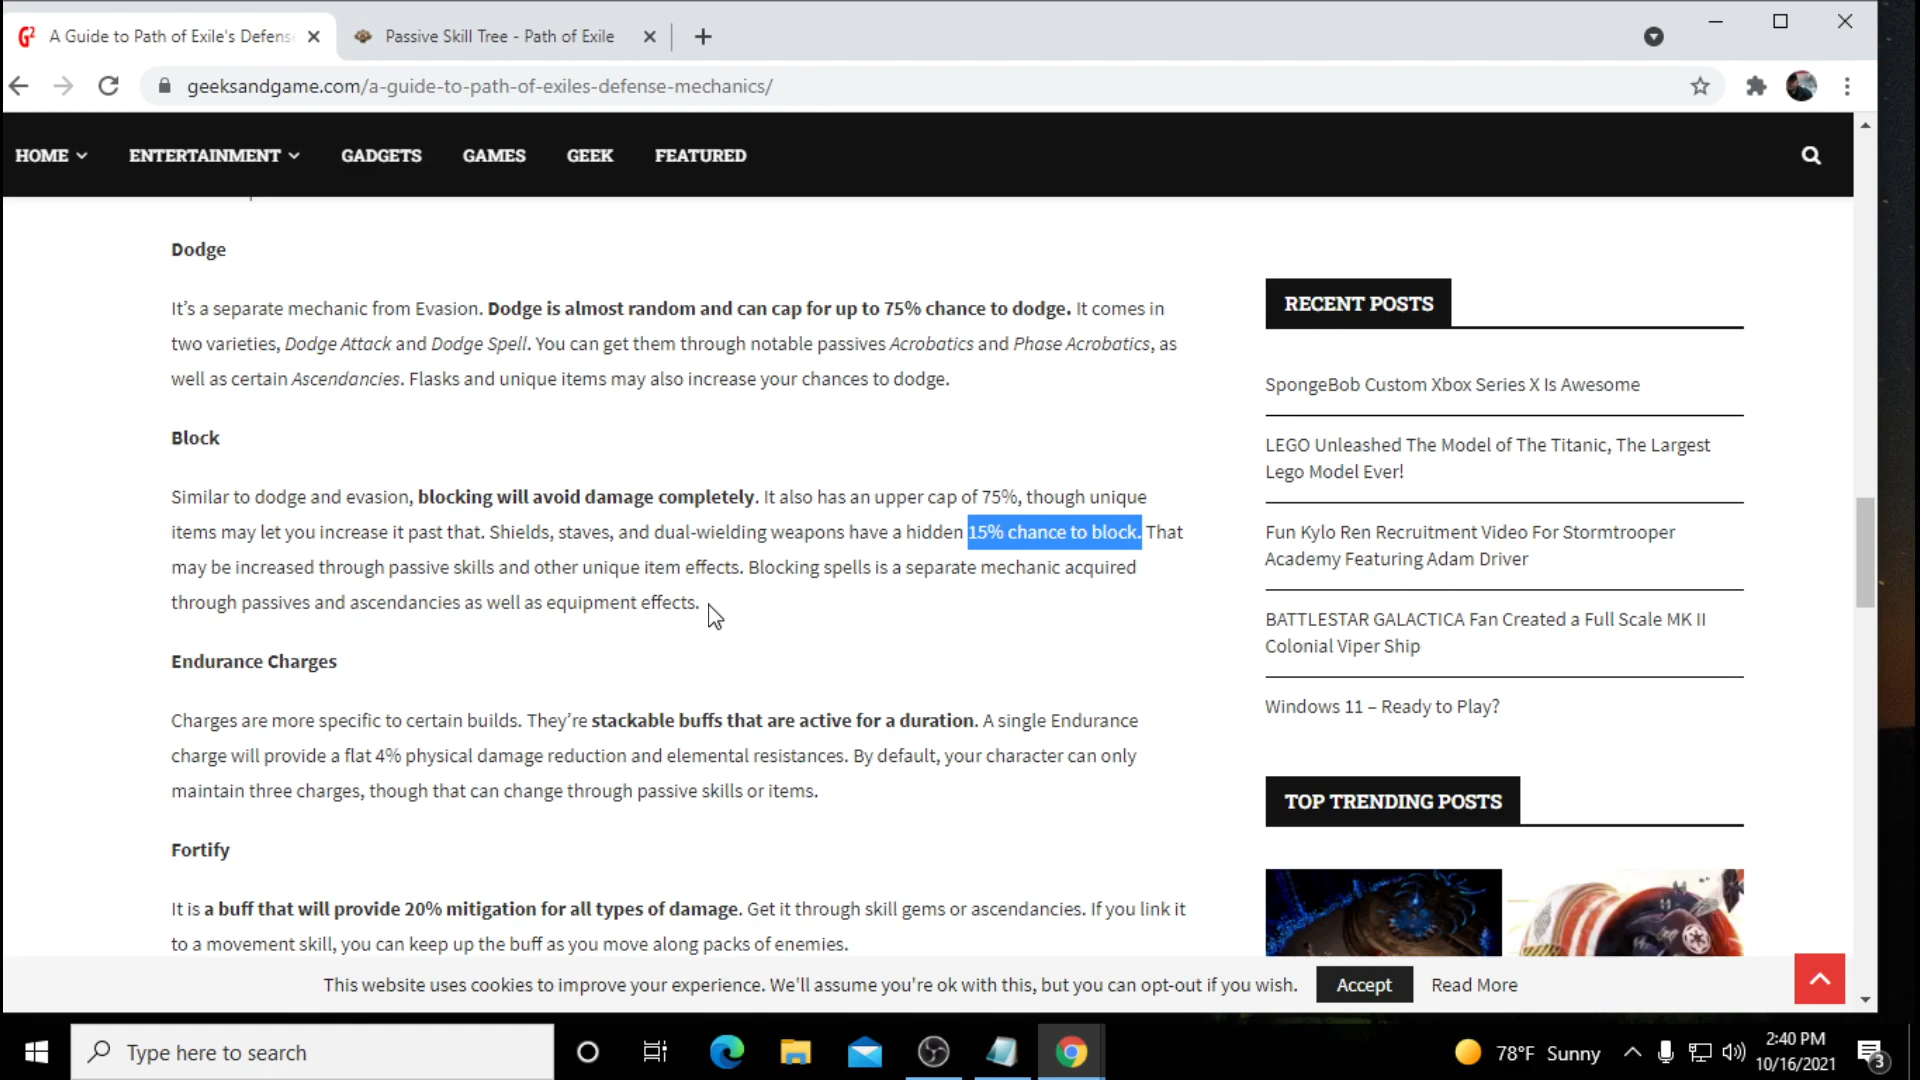 A Guide to Path of Exile's Defens
Passive Skill Tree - Path of Exile
geeksandgame.com/a-guide-to-path-of-exiles-defense-mechanics/
HOME
ENTERTAINMENT
GADGETS
GAMES
GEEK
FEATURED
Dodge
It's a separate mechanic from Evasion. Dodge is almost random and can cap for up to 75% chance to dodge. It comes in
two varieties, Dodge Attack and Dodge Spell. You can get them through notable passives Acrobatics and Phase Acrobatics, as
well as certain Ascendancies. Flasks and unique items may also increase your chances to dodge.
Block
Similar to dodge and evasion, blocking will avoid damage completely. It also has an upper cap of 75%, though unique
items may let you increase it past that. Shields, staves, and dual-wielding weapons have a hidden 15% chance to block. That
may be increased through passive skills and other unique item effects. Blocking spells is a separate mechanic acquired
through passives and ascendancies as well as equipment effects.
Endurance Charges
Charges are more specific to certain builds. They're stackable buffs that are active for a duration. A single Endurance
charge will provide a flat 4% physical damage reduction and elemental resistances. By default, your character can only
maintain three charges, though that can change through passive skills or items.
Fortify
It is a buff that will provide 20% mitigation for all types of damage. Get it through skill gems or ascendancies. If you link it
to a movement skill, you can keep up the buff as you move along packs of enemies.
RECENT POSTS
SpongeBob Custom Xbox Series X Is Awesome
LEGO Unleashed The Model of The Titanic, The Largest
Lego Model Ever!
Fun Kylo Ren Recruitment Video For Stormtrooper
Academy Featuring Adam Driver
BATTLESTAR GALACTICA Fan Created a Full Scale MK II
Colonial Viper Ship
Windows 11 – Ready to Play?
TOP TRENDING POSTS
This website uses cookies to improve your experience. We'll assume you're ok with this, but you can opt-out if you wish.
Accept
Read More
Type here to search
78°F Sunny
2:40 PM
10/16/2021
3